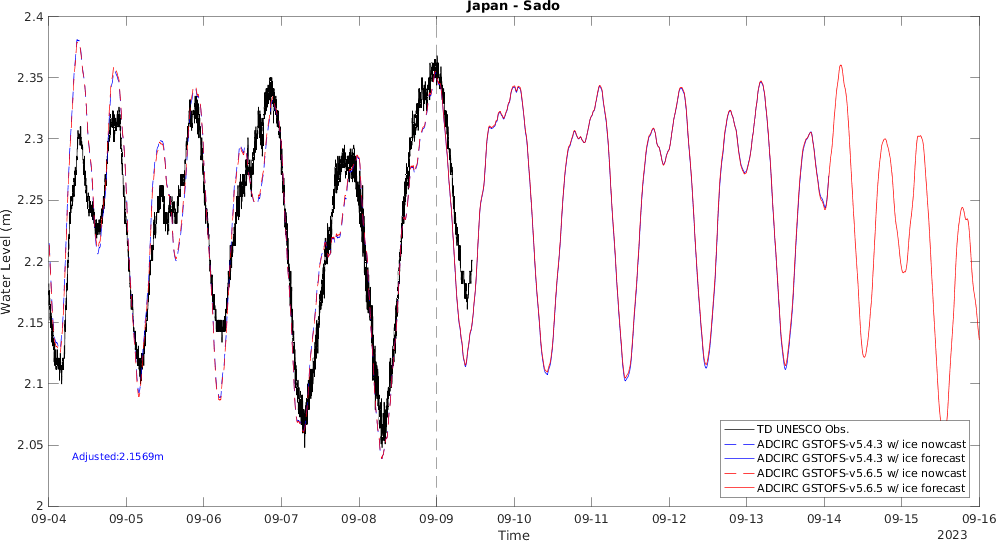 Japan - Sado
2.4
2.35
2.3
2.25
2.2
2.15
2.1
2.05
2
Water Level (m)
Adjusted:2.1569m
TD UNESCO Obs.
ADCIRC GSTOFS-v5.4.3 w/ ice nowcast
ADCIRC GSTOFS-v5.4.3 w/ ice forecast
ADCIRC GSTOFS-v5.6.5 w/ ice nowcast
ADCIRC GSTOFS-v5.6.5 w/ ice forecast
09-04 09-05 09-06 09-07 09-08 09-09 09-10 09-11 09-12 09-13 09-14 09-15 09-16
Time
2023